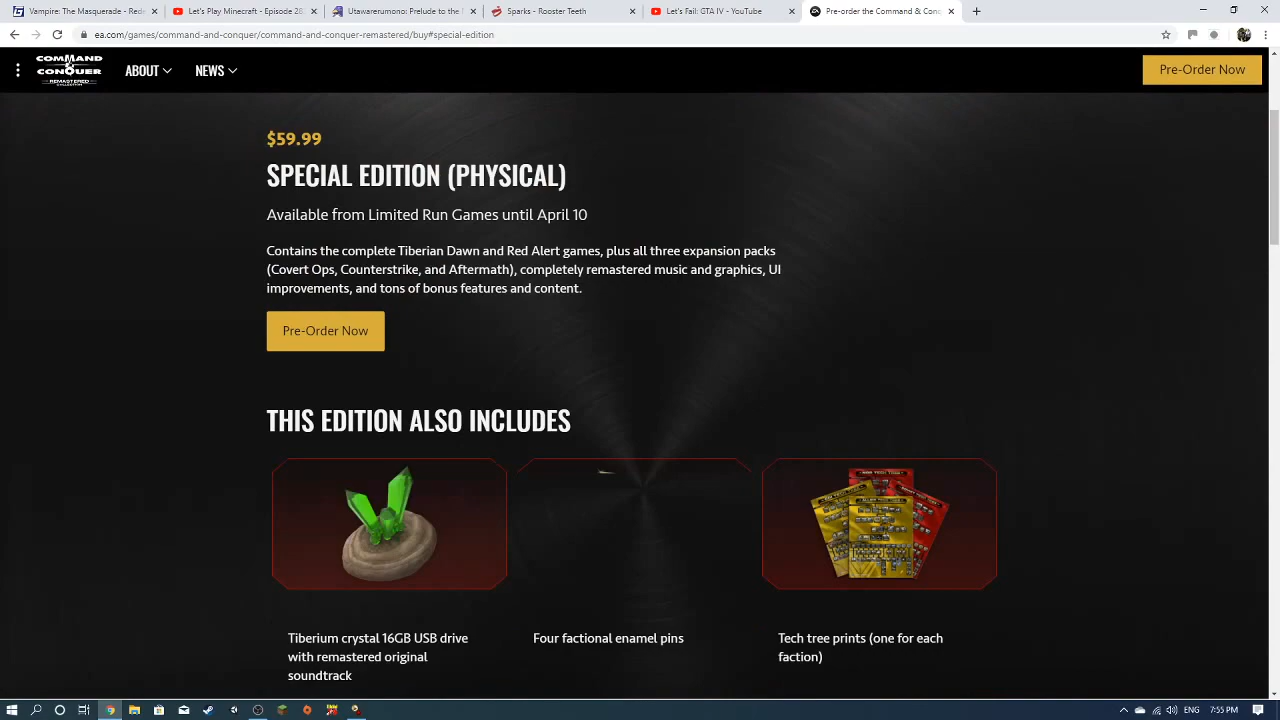 Vampire: The Masquerade - Redem
Let's Play Minecraft - Episode 28
Utawarerumono: Prelude to the
Sparks - Rooster Teeth
Let's Fail: GTA IV - YouTube
Pre-order the Command & Conq
ea.com/games/command-and-conquer/command-and-conquer-remastered/buy#special-edition
COMMAND & CONQUER REMASTERED COLLECTION
ABOUT NEWS
Pre-Order Now
$59.99
SPECIAL EDITION (PHYSICAL)
Available from Limited Run Games until April 10
Contains the complete Tiberian Dawn and Red Alert games, plus all three expansion packs
(Covert Ops, Counterstrike, and Aftermath), completely remastered music and graphics, UI
improvements, and tons of bonus features and content.
Pre-Order Now
THIS EDITION ALSO INCLUDES
Tiberium crystal 16GB USB drive
with remastered original
soundtrack
Four factional enamel pins
Tech tree prints (one for each
faction)
ENG 7:55 PM